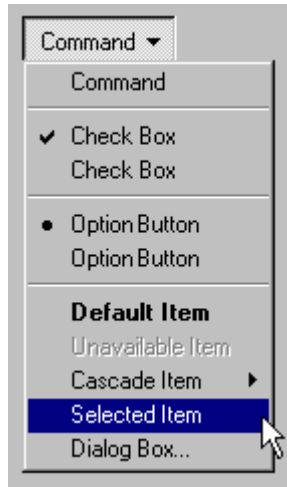 Command
Command
Check Box
Check Box
Option Button
Option Button
Default Item
Unavailable Item
Cascade Item
Selected Item
Dialog Box...